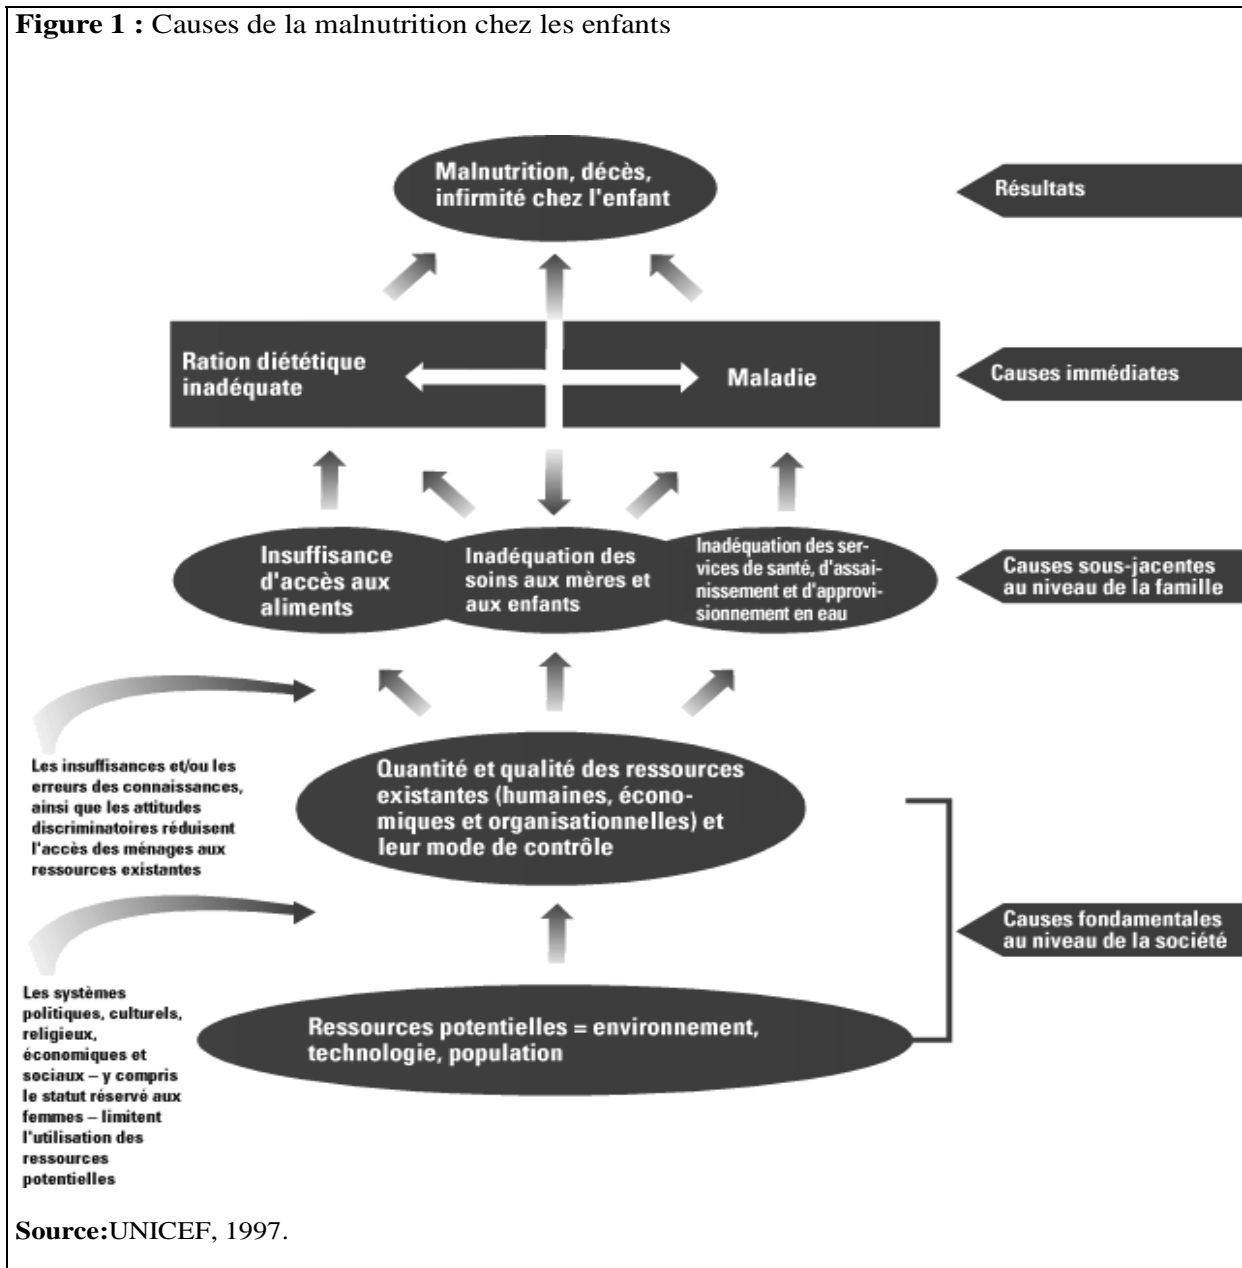 Figure 1 : Causes de la malnutrition chez les enfants
Malnutrition, décès,
infirmité chez l'enfant
Résultats
Ration diététique
inadéquate
Maladie
Causes immédiates
Insuffisance
d'accès aux
aliments
Inadéquation des
soins aux mères et
aux enfants
Inadéquation des ser-
vices de santé, d'assai-
nissement et d'approvi-
sionnement en eau
Causes sous-jacentes
au niveau de la famille
Les insuffisances et/ou les
erreurs des connaissances,
ainsi que les attitudes
discriminatoires réduisent
l'accès des ménages aux
ressources existantes
Quantité et qualité des ressources
existantes (humaines, écono-
miques et organisationnelles) et
leur mode de contrôle
Causes fondamentales
au niveau de la société
Les systèmes
politiques, culturels,
religieux,
économiques et
sociaux – y compris
le statut réservé aux
femmes – limitent
l'utilisation des
ressources
potentielles
Ressources potentielles = environnement,
technologie, population
Source:UNICEF, 1997.